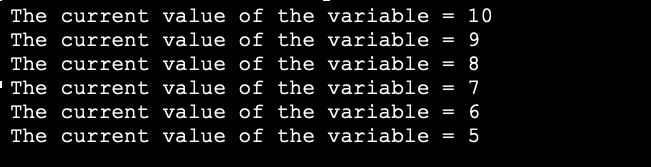 The current value of the variable = 10
The current value of the variable = 9
The current value of the variable = 8
The current value of the variable = 7
The current value of the variable = 6
The current value of the variable = 5